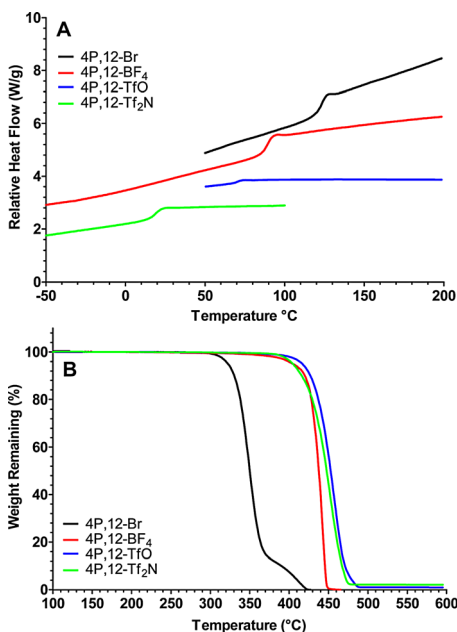 A
4P,12-Br
4P,12-BF₄
4P,12-TfO
4P,12-Tf₂N
Relative Heat Flow (W/g)
10
8
6
4
2
0
-50 0 50 100 150 200
Temperature °C
B
Weight Remaining (%)
100
80
60
40
20
0
4P,12-Br
4P,12-BF₄
4P,12-TfO
4P,12-Tf₂N
100 150 200 250 300 350 400 450 500 550 600
Temperature (°C)